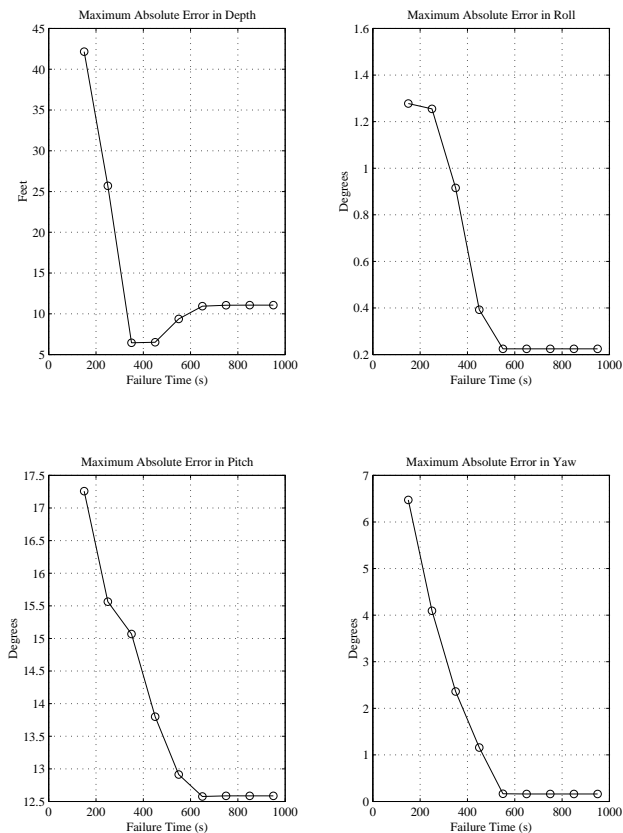 Maximum Absolute Error in Depth
45
40
35
30
25
20
15
10
5
0 200 400 600 800 1000
Feet
Failure Time (s)
Maximum Absolute Error in Roll
1.6
1.4
1.2
1
0.8
0.6
0.4
0.2
0 200 400 600 800 1000
Degrees
Failure Time (s)
Maximum Absolute Error in Pitch
17.5
17
16.5
16
15.5
15
14.5
14
13.5
13
12.5
0 200 400 600 800 1000
Degrees
Failure Time (s)
Maximum Absolute Error in Yaw
7
6
5
4
3
2
1
0
0 200 400 600 800 1000
Degrees
Failure Time (s)